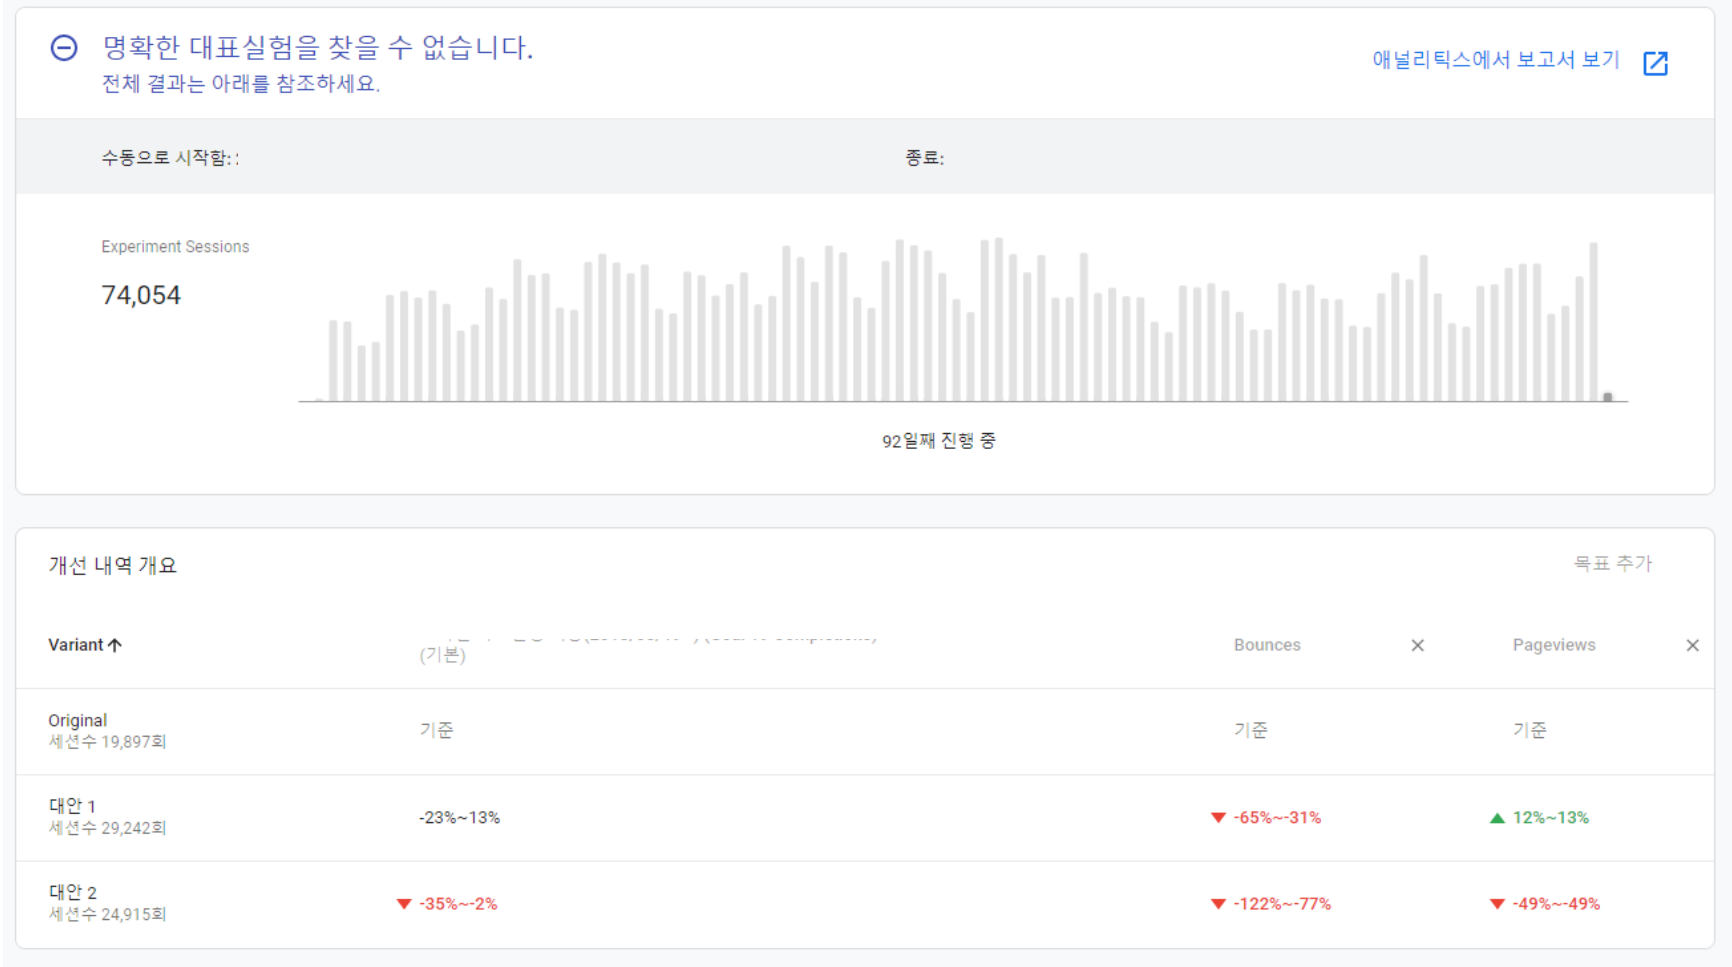 명확한 대표실험을 찾을 수 없습니다.
전체 결과는 아래를 참조하세요.
애널리틱스에서 보고서 보기
수동으로 시작함:
종료:
Experiment Sessions
74,054
92일째 진행 중
개선 내역 개요
목표 추가
Variant
(기본)
Bounces
Pageviews
Original
세션수 19,897회
기준
기준
기준
대안 1
세션수 29,242회
-23%~13%
-65%~-31%
12%~13%
대안 2
세션수 24,915회
-35%~-2%
-122%~-77%
-49%~-49%